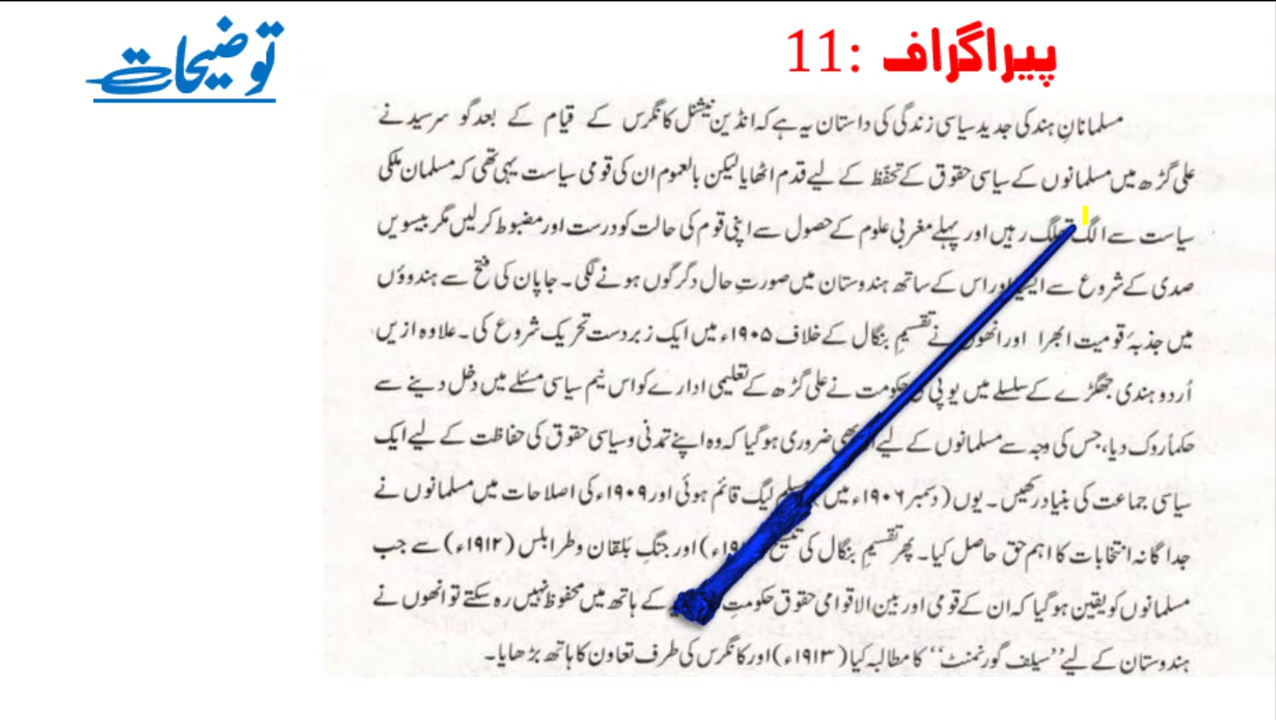 پیراگراف :11
توضیحات
مسلمانانِ ہند کی جدید سیاسی زندگی کی داستان یہ ہے کہ انڈین نیشنل کانگرس کے قیام کے بعد گو سرسید نے
علی گڑھ میں مسلمانوں کے سیاسی حقوق کے تحفّظ کے لیے قدم اٹھایا لیکن بالعموم ان کی قومی سیاست یہی تھی کہ مسلمان ملکی
سیاست سے الگ تھلگ رہیں اور پہلے مغربی علوم کے حصول سے اپنی قوم کی حالت کو درست اور مضبوط کر لیں مگر بیسویں
صدی کے شروع سے اور اس کے ساتھ ہندوستان میں صورتِ حال دگرگوں ہونے لگی۔ جاپان کی فتح سے ہندوؤں
میں جذبۂ قومیت ابھرا اور انھوں نے تقسیمِ بنگال کے خلاف ۱۹۰۵ء میں ایک زبردست تحریک شروع کی۔ علاوہ ازیں
اُردو ہندی جھگڑے کے سلسلے میں یوپی کی حکومت نے علی گڑھ کے تعلیمی ادارے کو اس نیم سیاسی مسئلے میں دخل دینے سے
حکماً روک دیا، جس کی وجہ سے مسلمانوں کے لیے بھی ضروری ہو گیا کہ وہ اپنے تمدنی و سیاسی حقوق کی حفاظت کے لیے ایک
سیاسی جماعت کی بنیاد رکھیں۔ یوں (دسمبر ۱۹۰۶ء میں) مسلم لیگ قائم ہوئی اور ۱۹۰۹ء کی اصلاحات میں مسلمانوں نے
جداگانہ انتخابات کا اہم حق حاصل کیا۔ پھر تقسیمِ بنگال کی تنسیخ اور جنگِ بلقان و طرابلس (۱۹۱۲ء) سے جب
مسلمانوں کو یقین ہو گیا کہ ان کے قومی اور بین الاقوامی حقوق حکومتِ کے ہاتھ میں محفوظ نہیں رہ سکتے تو انھوں نے
ہندوستان کے لیے ”سیلف گورنمنٹ“ کا مطالبہ کیا (۱۹۱۳ء) اور کانگرس کی طرف تعاون کا ہاتھ بڑھایا۔